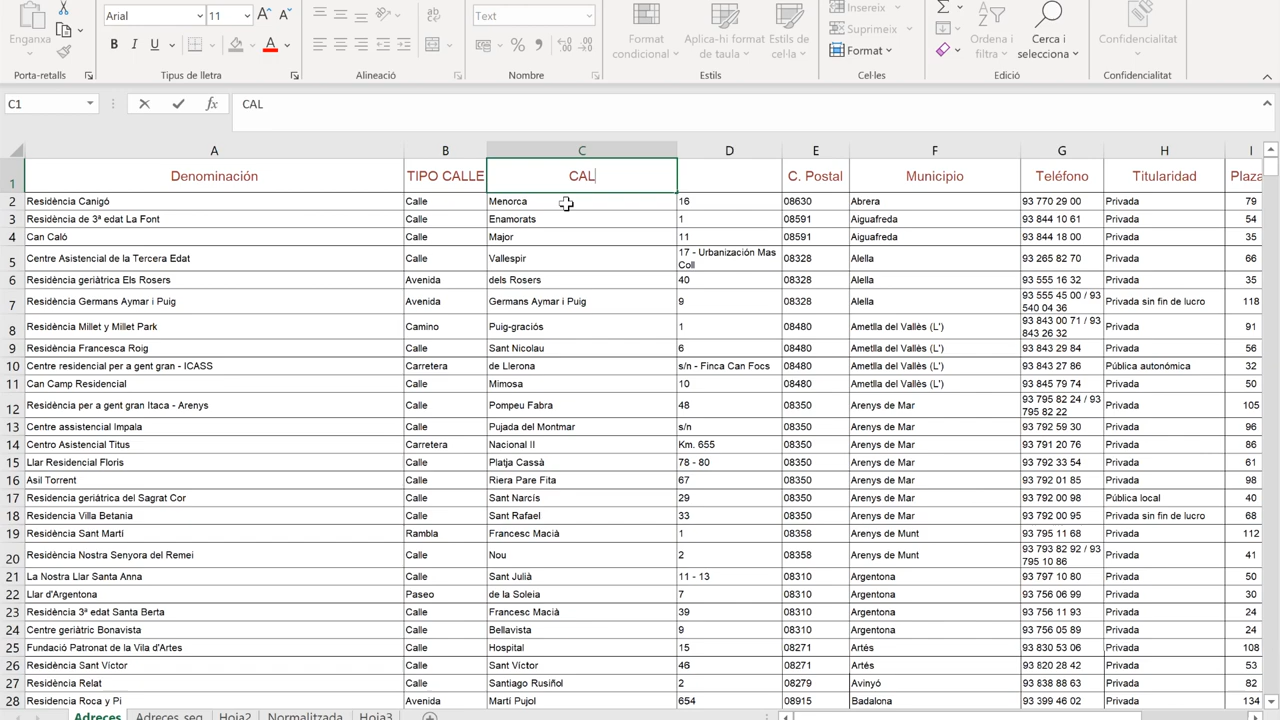 Arial 11 Text Insereix
Suprimeix
Enganxa Format condicional Aplica-hi format de taula Estils de cel·la Format Ordena i filtra Cerca i selecciona Confidencialitat
Porta-retalls Tipus de lletra Alineació Nombre Estils Cel·les Edició Confidencialitat
C1 fx CAL
A B C D E F G H I
1 Denominación TIPO CALLE CAL C. Postal Municipio Teléfono Titularidad Plaza
2 Residència Canigó Calle Menorca 16 08630 Abrera 93 770 29 00 Privada 79
3 Residència de 3ª edat La Font Calle Enamorats 1 08591 Aiguafreda 93 844 10 61 Privada 54
4 Can Caló Calle Major 11 08591 Aiguafreda 93 844 18 00 Privada 35
5 Centre Asistencial de la Tercera Edat Calle Vallespir 17 - Urbanización Mas Coll 08328 Alella 93 265 82 70 Privada 66
6 Residència geriàtrica Els Rosers Avenida dels Rosers 40 08328 Alella 93 555 16 32 Privada 35
7 Residència Germans Aymar i Puig Avenida Germans Aymar i Puig 9 08328 Alella 93 555 45 00 / 93 540 04 36 Privada sin fin de lucro 118
8 Residència Millet y Millet Park Camino Puig-graciós 1 08480 Ametlla del Vallès (L') 93 843 00 71 / 93 843 26 32 Privada 91
9 Residència Francesca Roig Calle Sant Nicolau 6 08480 Ametlla del Vallès (L') 93 843 29 84 Privada 56
10 Centre residencial per a gent gran - ICASS Carretera de Llerona s/n - Finca Can Focs 08480 Ametlla del Vallès (L') 93 843 27 86 Pública autonómica 32
11 Can Camp Residencial Calle Mimosa 10 08480 Ametlla del Vallès (L') 93 845 79 74 Privada 50
12 Residència per a gent gran Itaca - Arenys Calle Pompeu Fabra 48 08350 Arenys de Mar 93 795 82 24 / 93 795 82 22 Privada 105
13 Centre assistencial Impala Calle Pujada del Montmar s/n 08350 Arenys de Mar 93 792 59 30 Privada 96
14 Centro Asistencial Titus Carretera Nacional II Km. 655 08350 Arenys de Mar 93 791 20 76 Privada 86
15 Llar Residencial Floris Calle Platja Cassà 78 - 80 08350 Arenys de Mar 93 792 33 54 Privada 61
16 Asil Torrent Calle Riera Pare Fita 67 08350 Arenys de Mar 93 792 01 85 Privada 98
17 Residencia geriátrica del Sagrat Cor Calle Sant Narcís 29 08350 Arenys de Mar 93 792 00 98 Pública local 40
18 Residencia Villa Betania Calle Sant Rafael 33 08350 Arenys de Mar 93 792 00 95 Privada sin fin de lucro 68
19 Residència Sant Martí Rambla Francesc Macià 1 08358 Arenys de Munt 93 795 11 68 Privada 112
20 Residència Nostra Senyora del Remei Calle Nou 2 08358 Arenys de Munt 93 793 82 92 / 93 795 10 86 Privada 41
21 La Nostra Llar Santa Anna Calle Sant Julià 11 - 13 08310 Argentona 93 797 10 80 Privada 50
22 Llar d'Argentona Paseo de la Soleia 7 08310 Argentona 93 756 06 99 Privada 30
23 Residència 3ª edat Santa Berta Calle Francesc Macià 39 08310 Argentona 93 756 11 93 Privada 24
24 Centre geriàtric Bonavista Calle Bellavista 9 08310 Argentona 93 756 05 89 Privada 24
25 Fundació Patronat de la Vila d'Artes Calle Hospital 15 08271 Artés 93 830 53 06 Privada 108
26 Residència Sant Víctor Calle Sant Víctor 46 08271 Artés 93 820 28 42 Privada 53
27 Residència Relat Calle Santiago Rusiñol 2 08279 Avinyó 93 838 88 63 Privada 82
28 Residencia Roca y Pi Avenida Martí Pujol 654 08915 Badalona 93 399 46 02 Privada 134
Adreces Adreces seg Hoja2 Normalitzada Hoja3